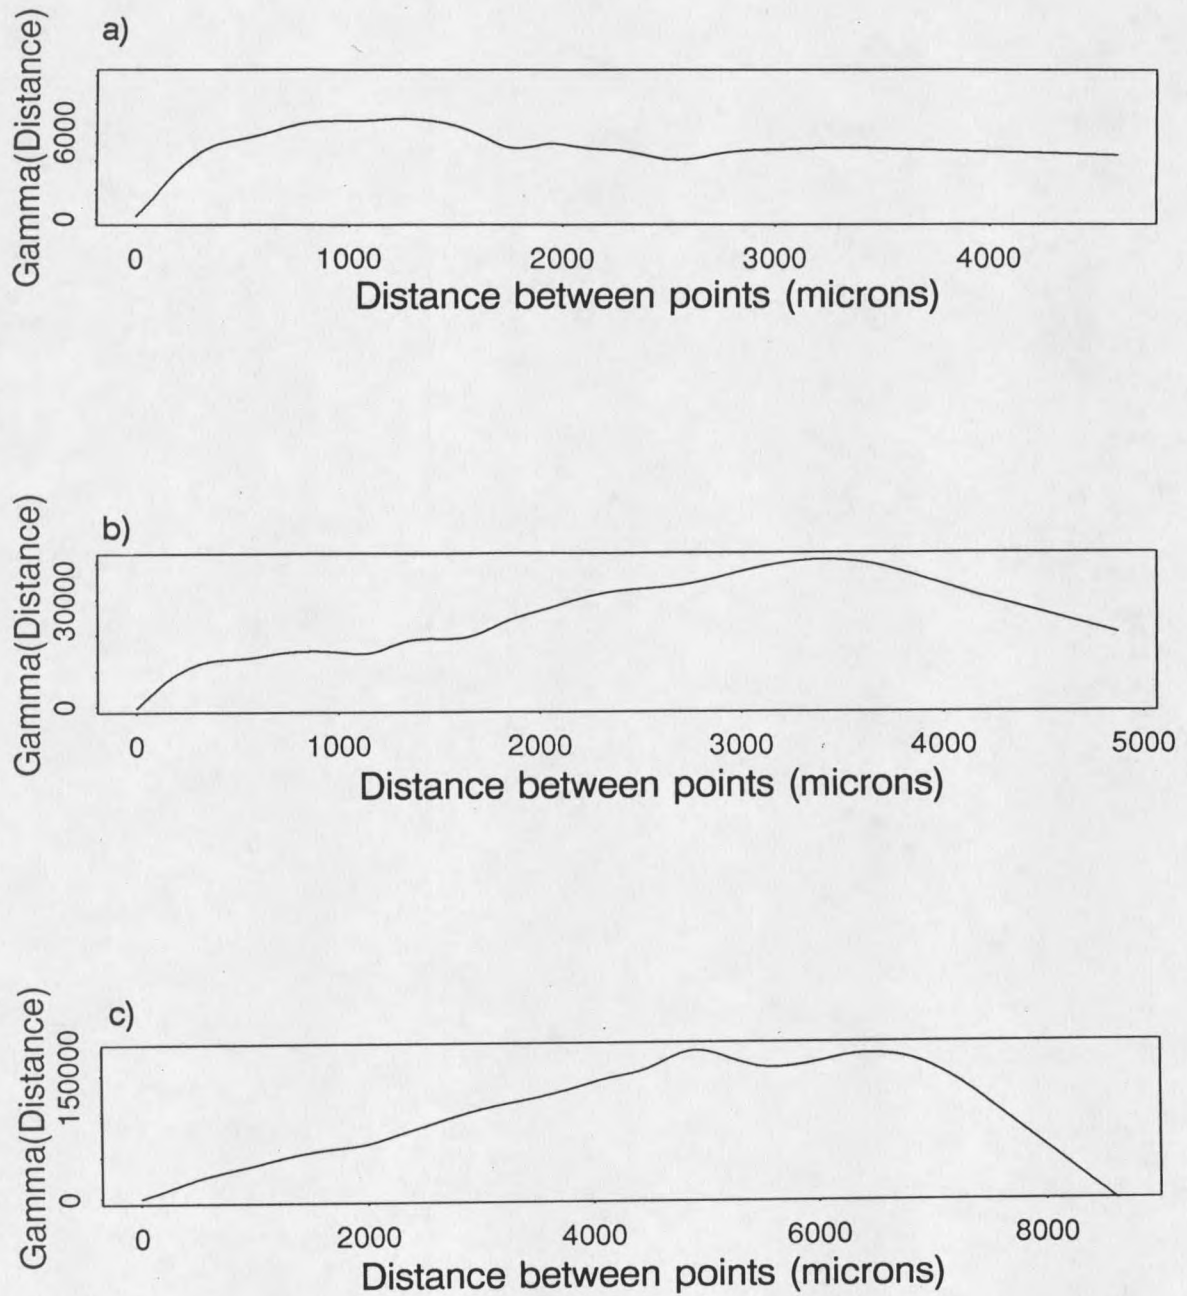 a)
Gamma(Distance)
6000
0
0 1000 2000 3000 4000
Distance between points (microns)
b)
Gamma(Distance)
30000
0
0 1000 2000 3000 4000 5000
Distance between points (microns)
c)
Gamma(Distance)
150000
0
0 2000 4000 6000 8000
Distance between points (microns)